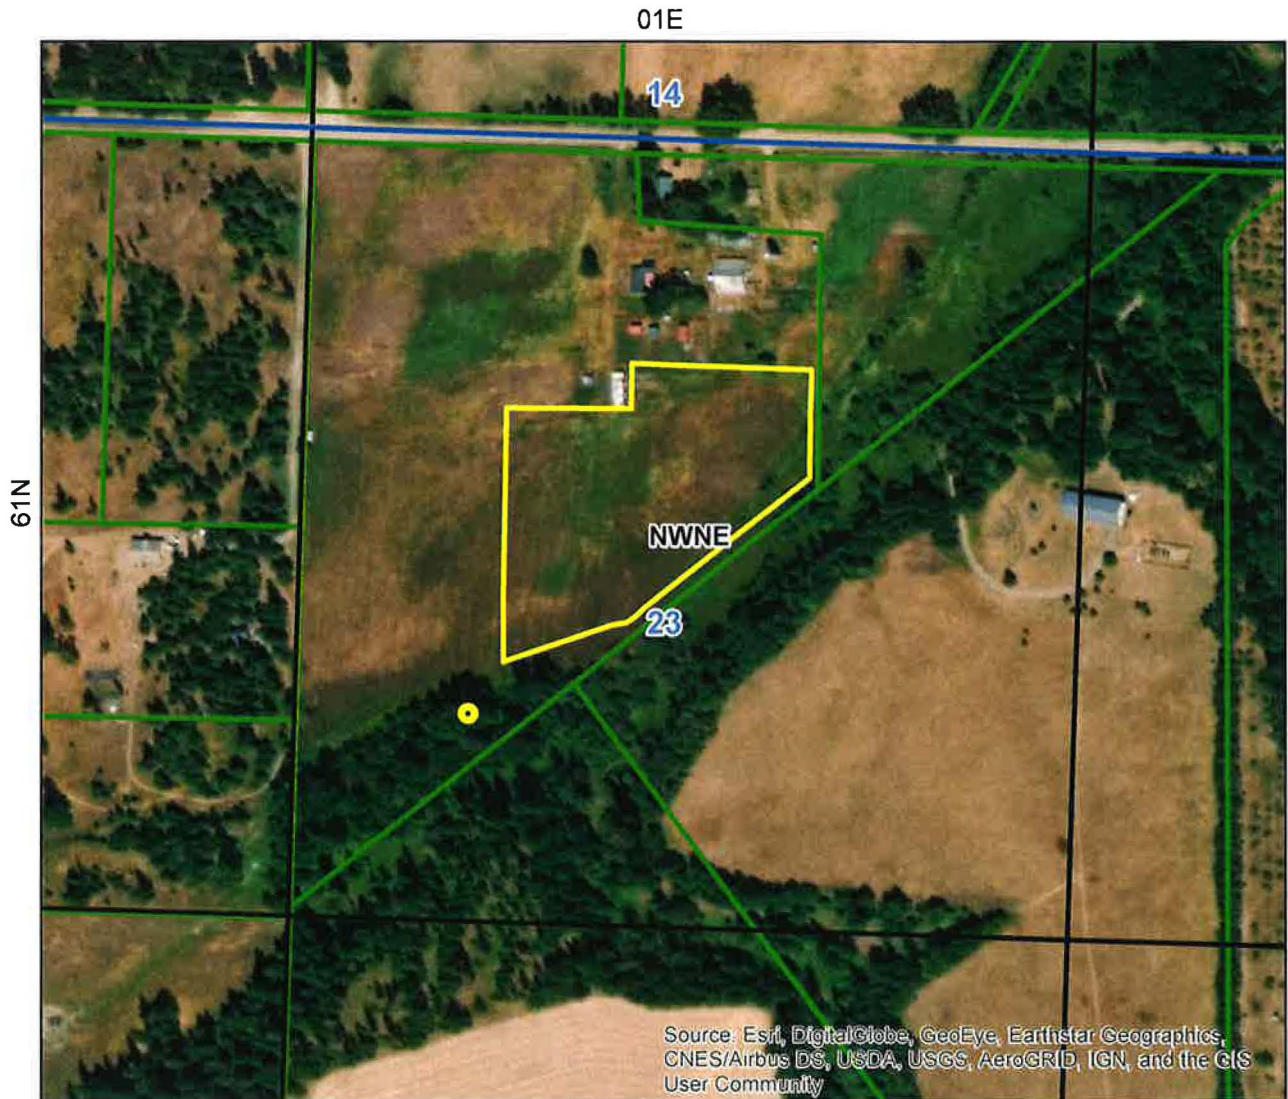 01E
14
61N
NWNE
23
Source: Esri, DigitalGlobe, GeoEye, Earthstar Geographics,
CNES/Airbus DS, USDA, USGS, AeroGRID, IGN, and the GIS
User Community